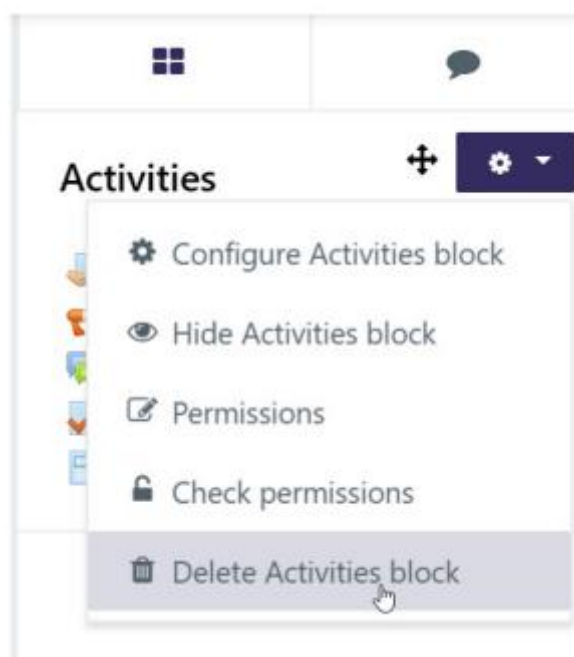 Activities
Configure Activities block
Hide Activities block
Permissions
Check permissions
Delete Activities block